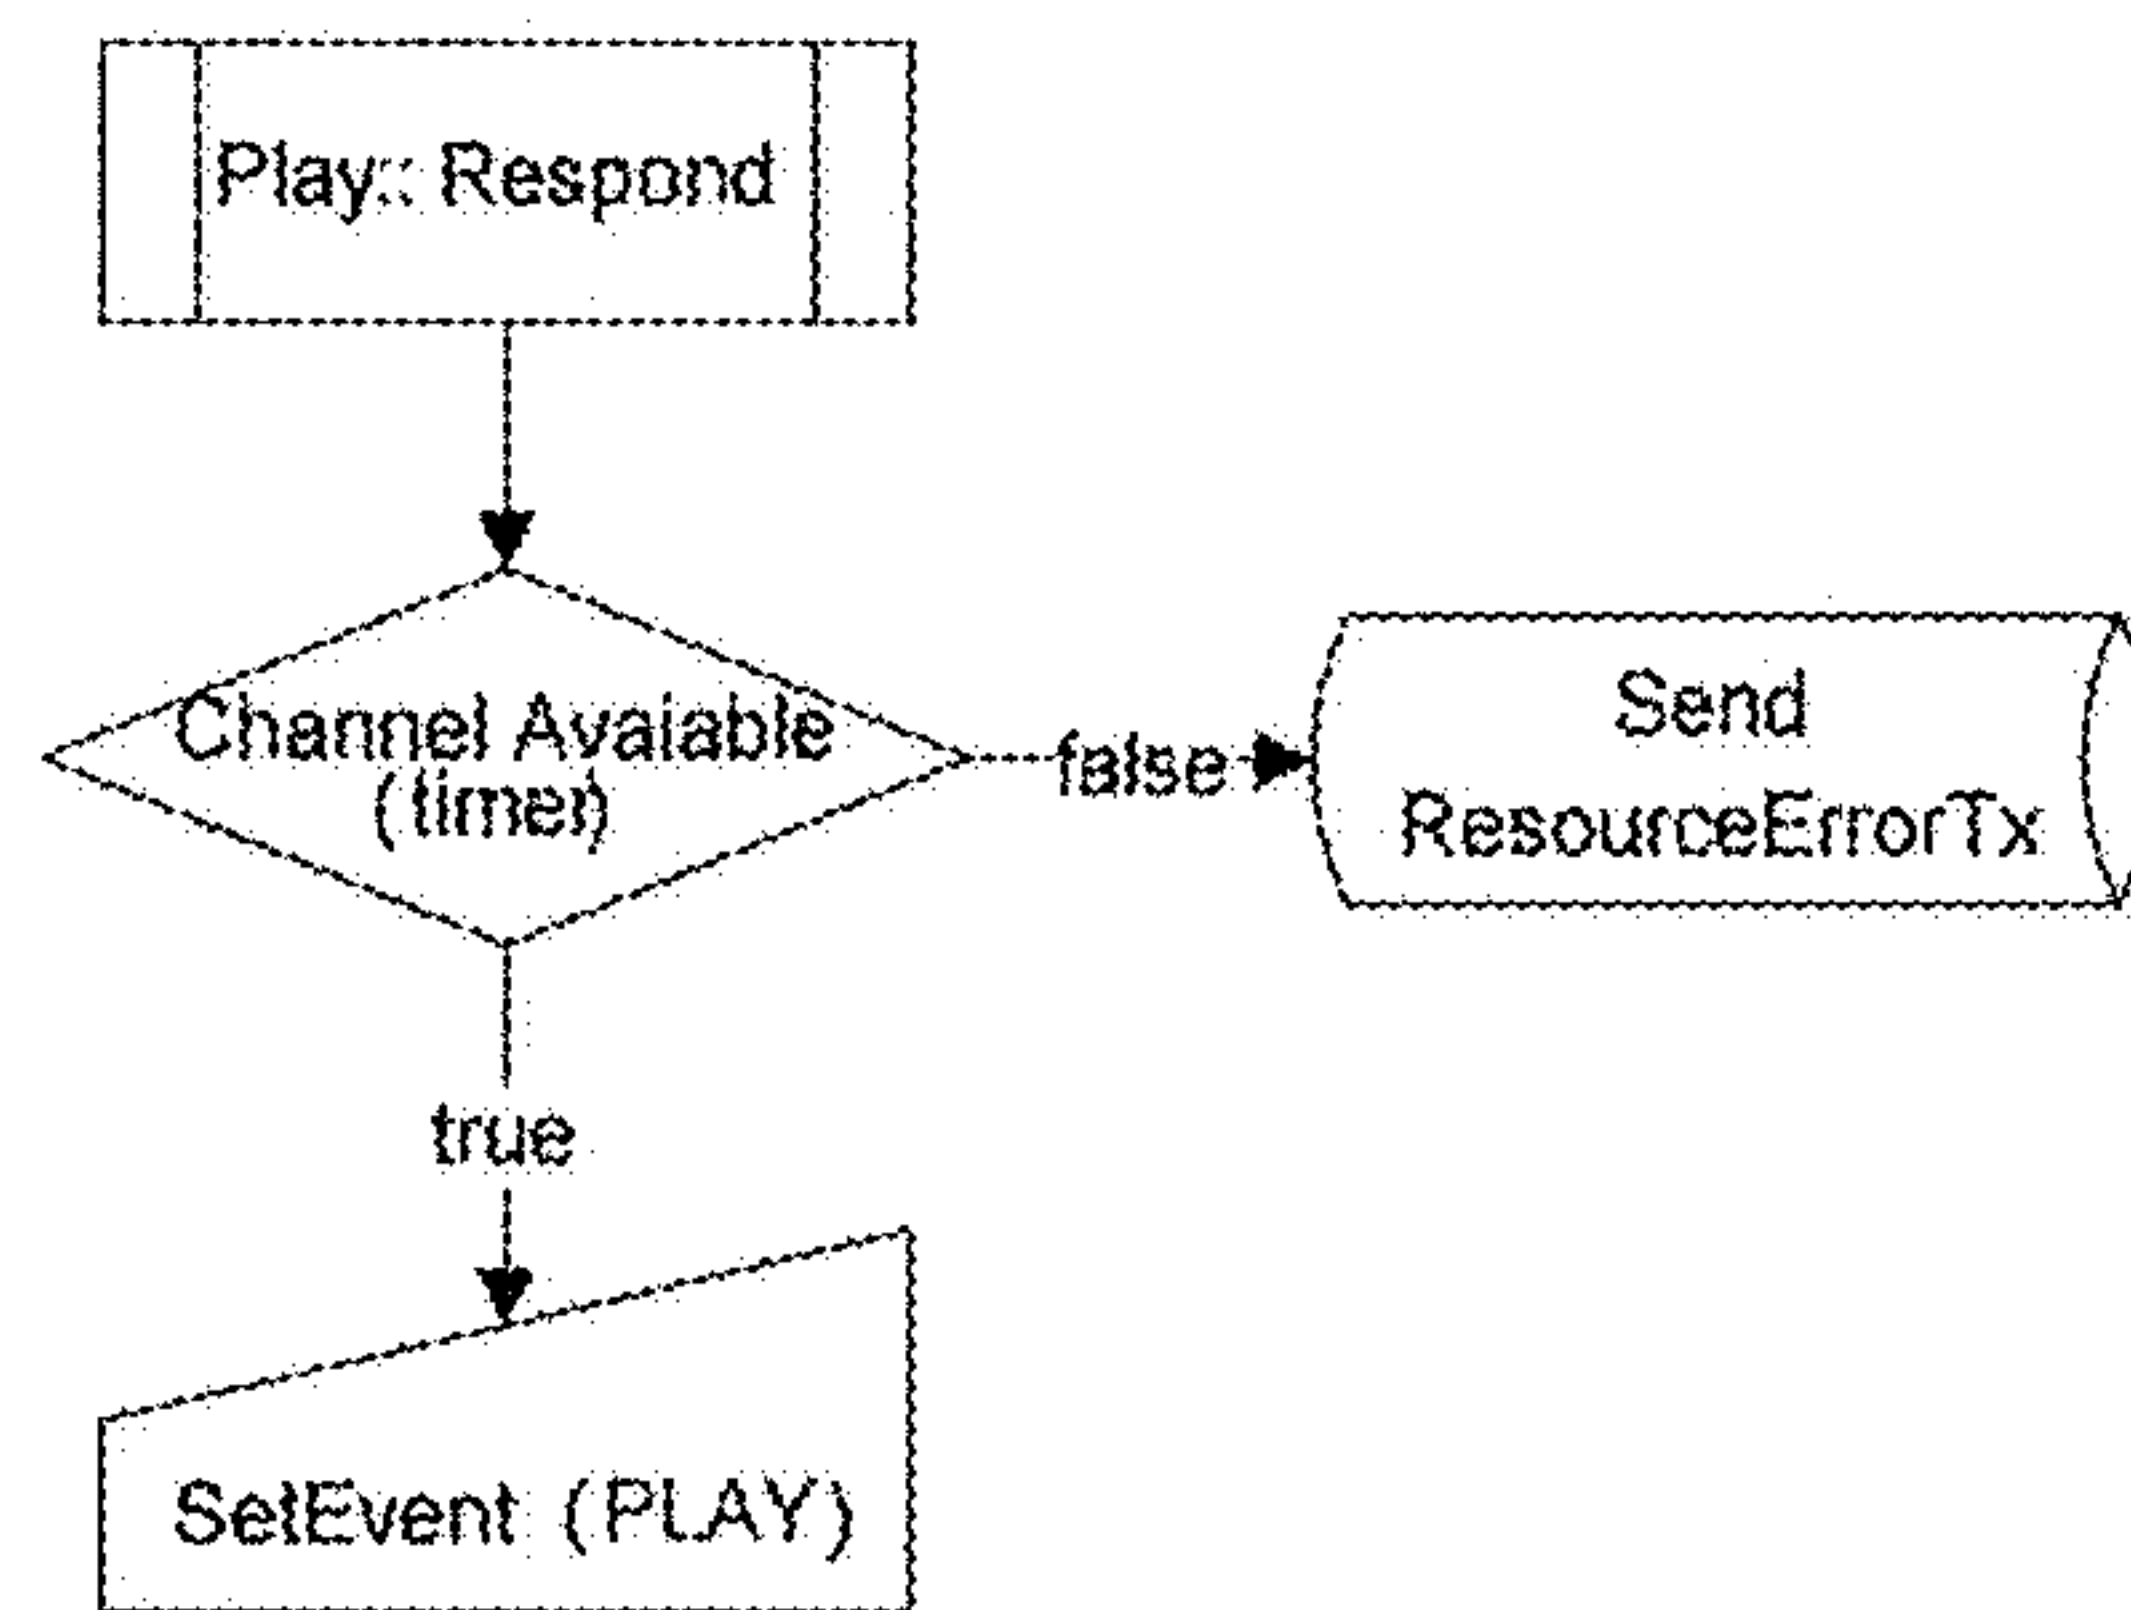 Play:: Respond
Channel Avaiable
(timer)
false
Send
ResourceErrorTx
true
SetEvent (PLAY)